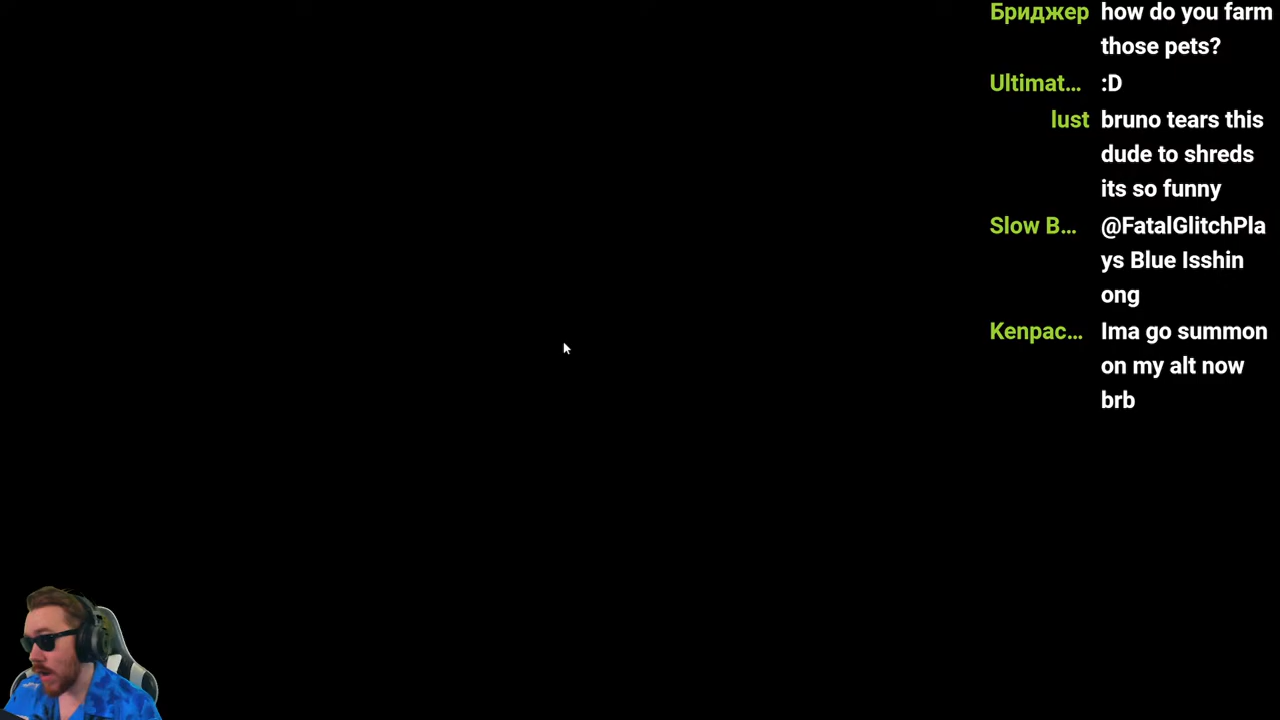 Бриджер how do you farm
those pets?
Ultimat... :D
lust bruno tears this
dude to shreds
its so funny
Slow B... @FatalGlitchPla
ys Blue Isshin
ong
Kenpac... Ima go summon
on my alt now
brb